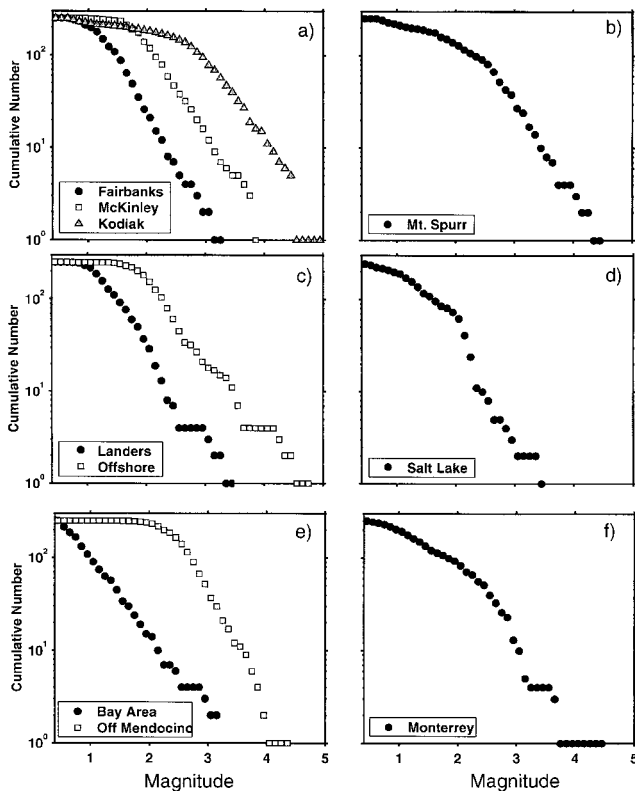 a)
Cumulative Number
10²
10¹
10⁰
Fairbanks
McKinley
Kodiak
b)
Mt. Spurr
c)
Cumulative Number
10²
10¹
10⁰
Landers
Offshore
d)
Salt Lake
e)
Cumulative Number
10²
10¹
10⁰
Bay Area
Off Mendocino
1 2 3 4 5
Magnitude
f)
Monterrey
1 2 3 4 5
Magnitude